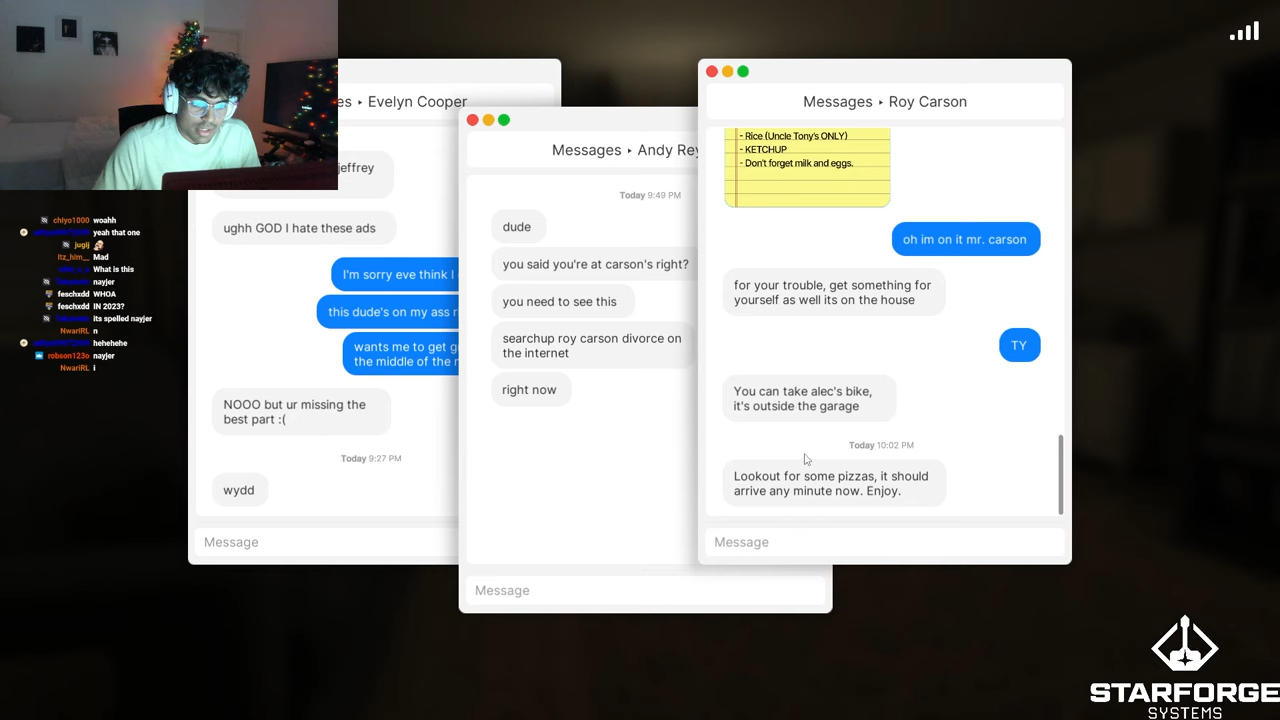 es ▸ Evelyn Cooper
jeffrey
ughh GOD I hate these ads
I'm sorry eve think I
this dude's on my ass
wants me to get
the middle of the
NOOO but ur missing the
best part :(
Today 9:27 PM
wydd
Message
Messages ▸ Andy Rey
Today 9:49 PM
dude
you said you're at carson's right?
you need to see this
searchup roy carson divorce on
the internet
right now
Message
Messages ▸ Roy Carson
- Rice (Uncle Tony's ONLY)
- KETCHUP
- Don't forget milk and eggs.
oh im on it mr. carson
for your trouble, get something for
yourself as well its on the house
TY
You can take alec's bike,
it's outside the garage
Today 10:02 PM
Lookout for some pizzas, it should
arrive any minute now. Enjoy.
Message
chiyo1000 woahh
yeah that one
juglj
Itz_him__ Mad
What is this
nayjer
feschxdd WHOA
feschxdd IN 2023?
its spelled nayjer
NwariRL n
hehehehe
robson123o nayjer
NwariRL i
STARFORGE
SYSTEMS